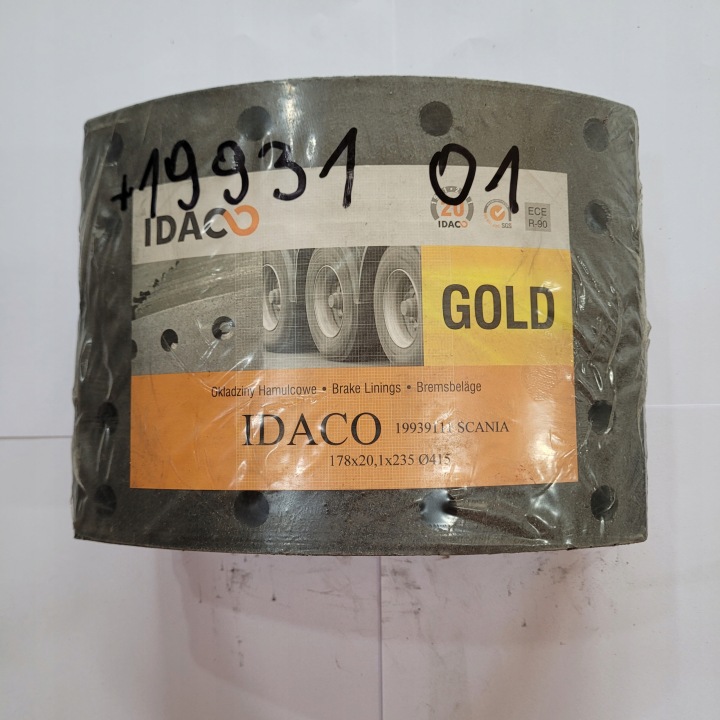 +19931 01
IDACO
20
IDACO
SGS
ECE
R-90
GOLD
Okładziny Hamulcowe • Brake Linings • Bremsbeläge
IDACO 19939111 SCANIA
178x20,1x235 Ø415